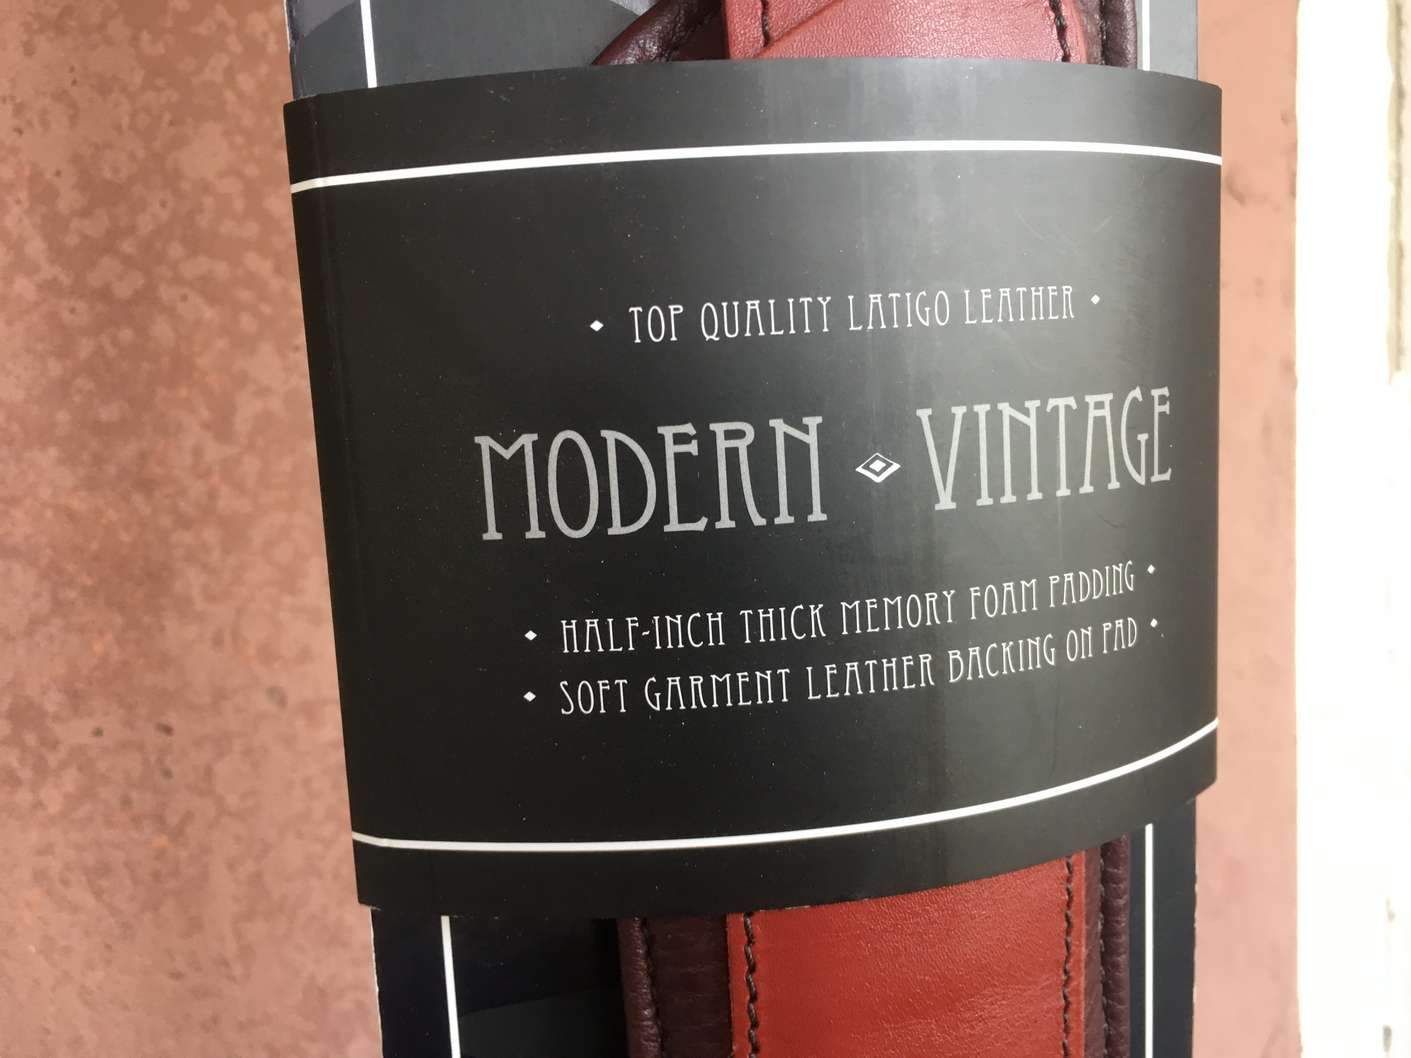 TOP QUALITY LATIGO LEATHER
MODERN VINTAGE
HALF-INCH THICK MEMORY FOAM PADDING
SOFT GARMENT LEATHER BACKING ON PAD